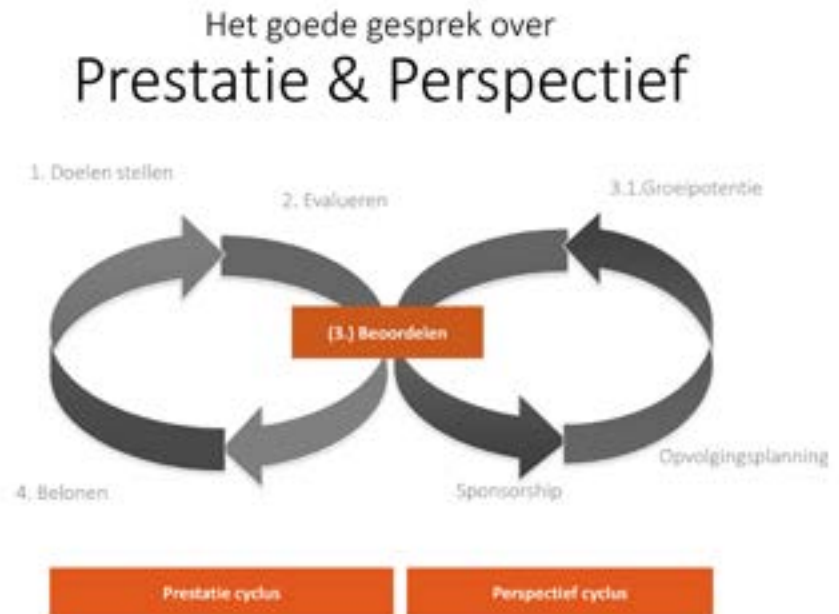 Het goede gesprek over
Prestatie & Perspectief
1. Doelen stellen
2. Evalueren
3.1.Groeipotentie
(3.) Beoordelen
Opvolgingsplanning
4. Belonen
Sponsorship
Prestatie cyclus
Perspectief cyclus